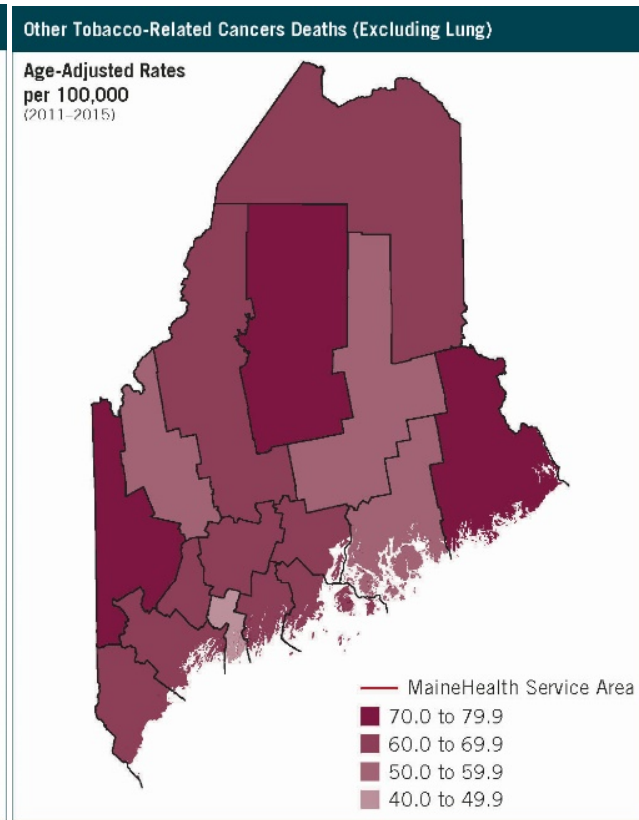 Other Tobacco-Related Cancers Deaths (Excluding Lung)
Age-Adjusted Rates
per 100,000
(2011–2015)
MaineHealth Service Area
70.0 to 79.9
60.0 to 69.9
50.0 to 59.9
40.0 to 49.9